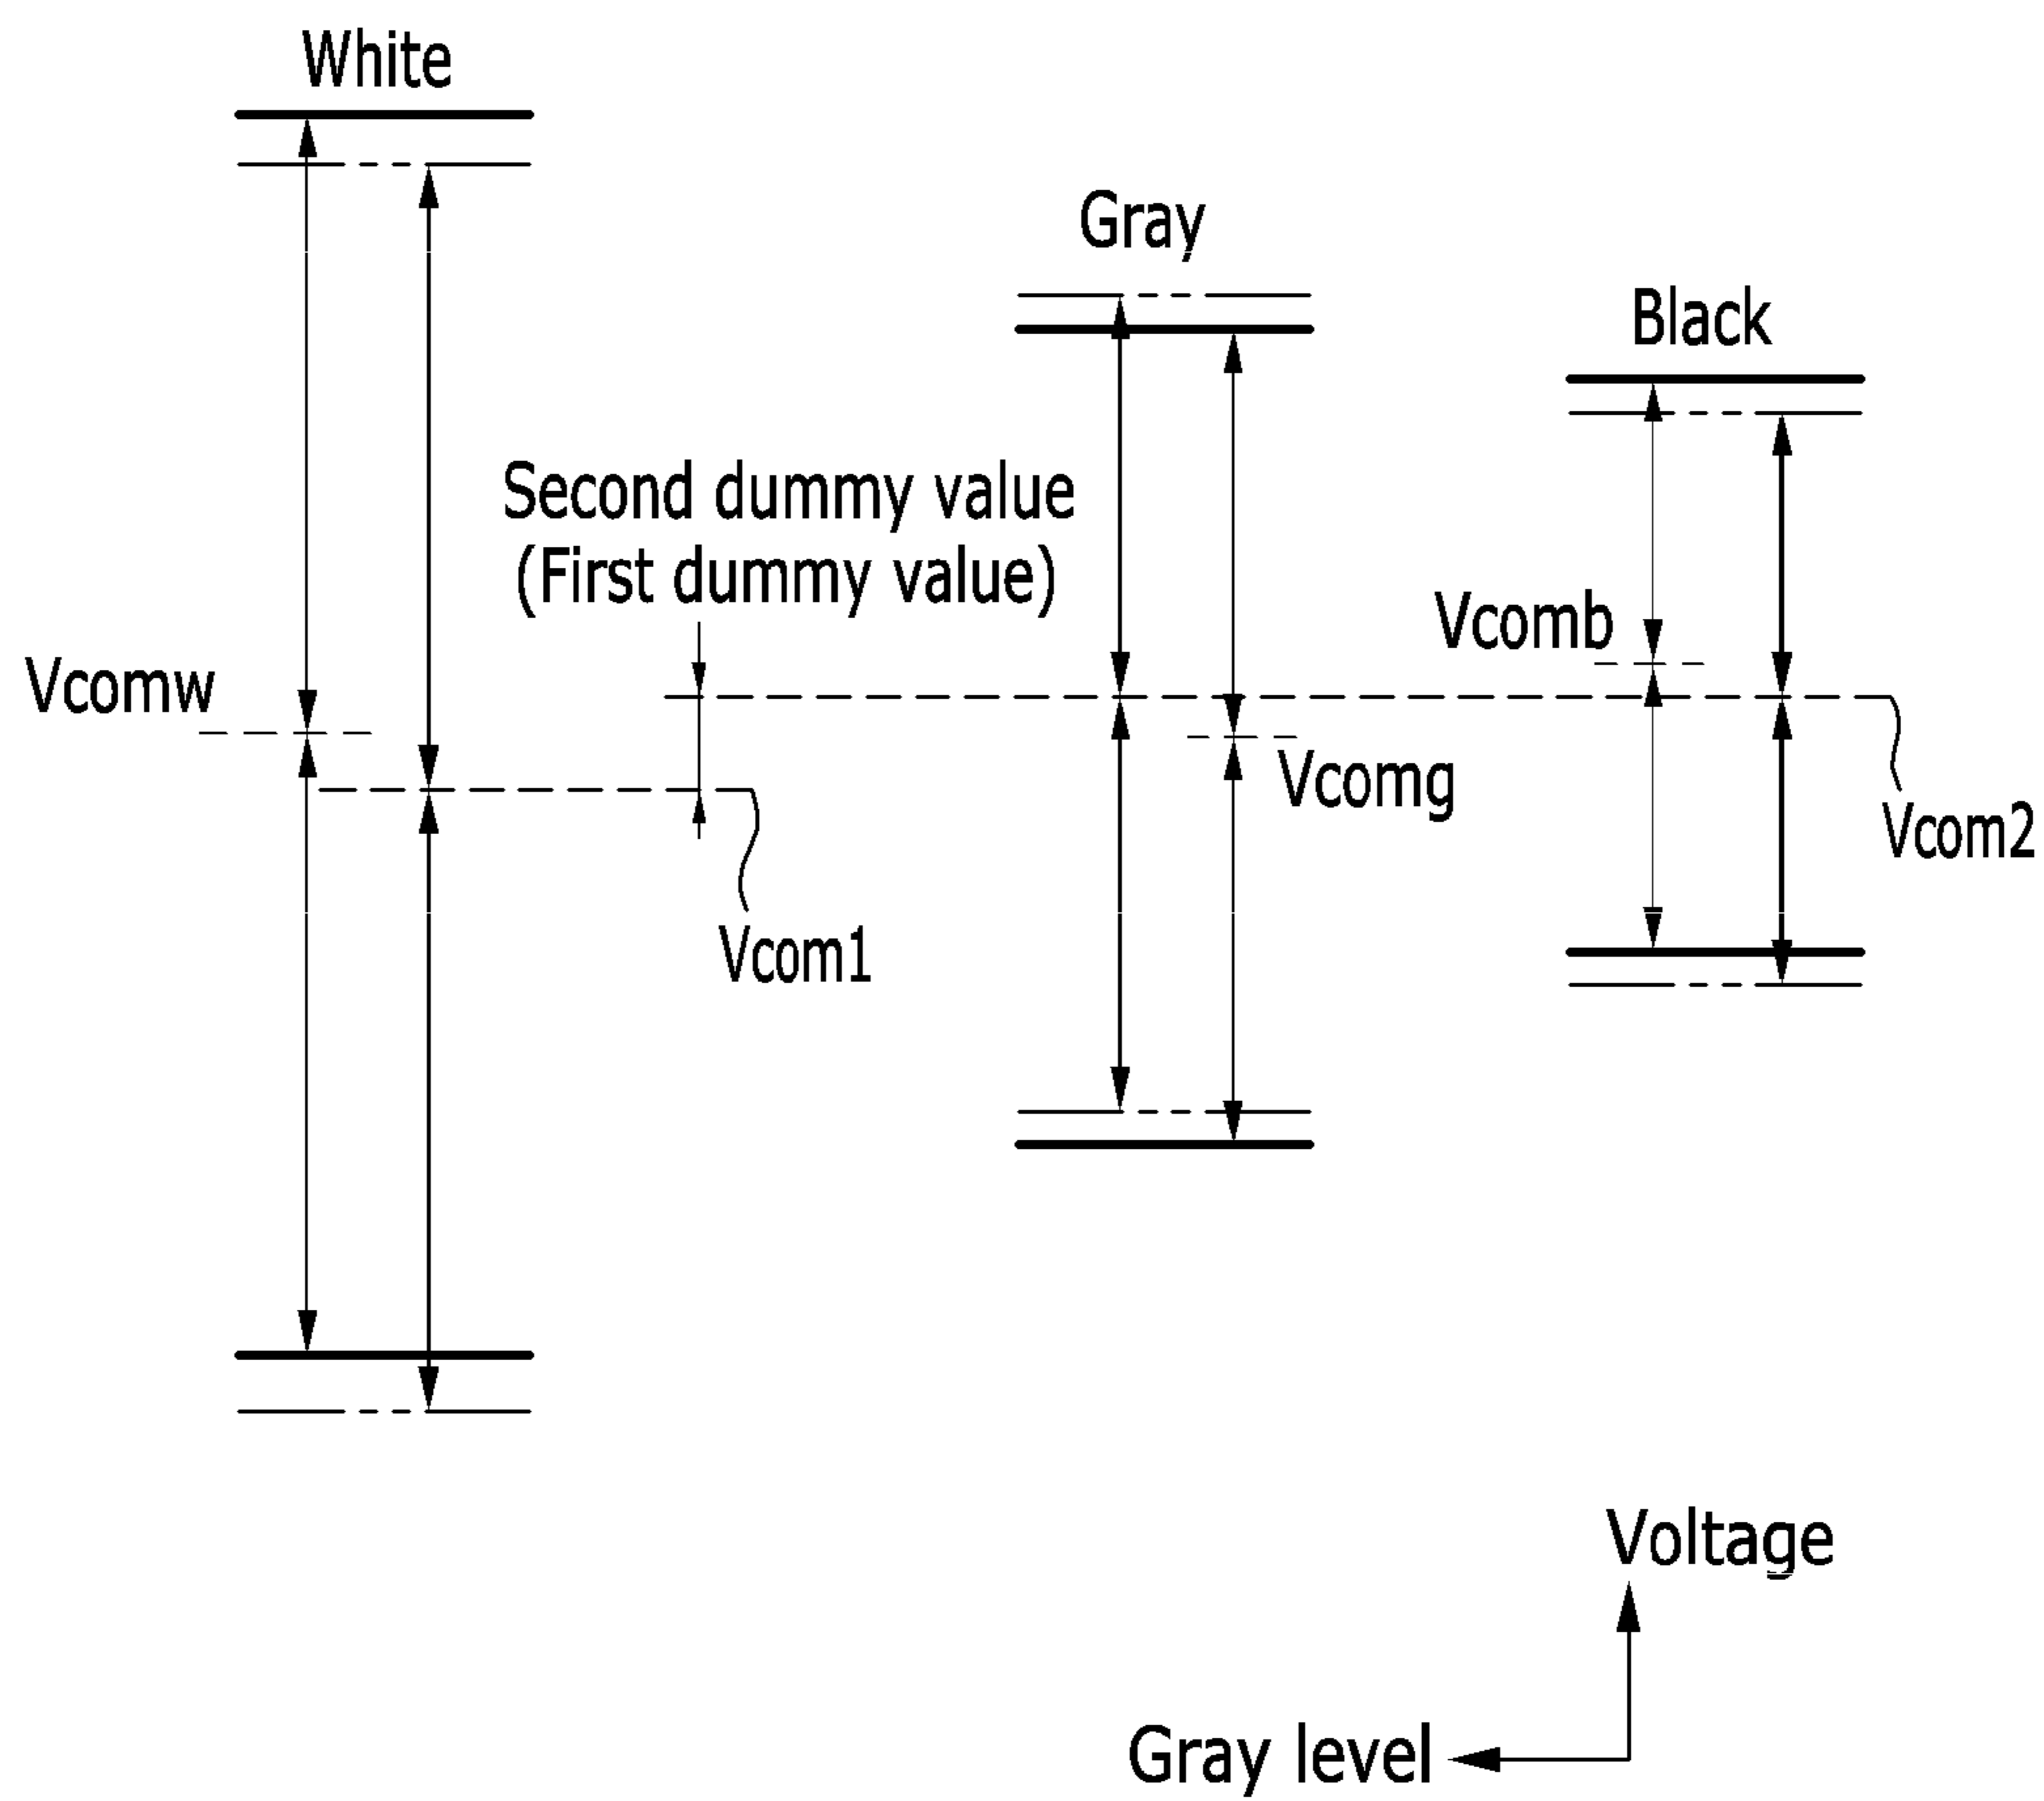 White
Gray
Black
Second dummy value
(First dummy value)
Vcomb
Vcomw
Vcomg
Vcom2
Vcom1
Voltage
Gray level